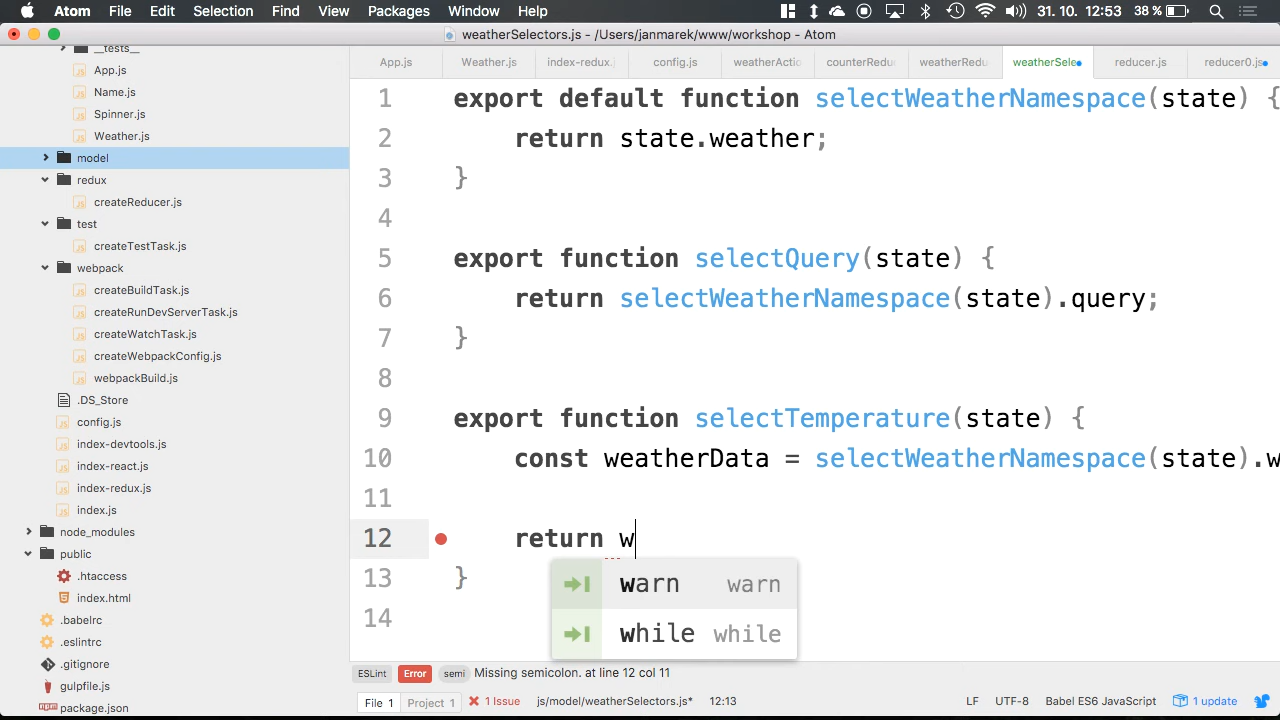 Atom File Edit Selection Find View Packages Window Help 31. 10. 12:53 38 %
weatherSelectors.js - /Users/janmarek/www/workshop - Atom
App.js Weather.js index-redux. config.js weatherActio counterRedu weatherRedu weatherSele reducer.js reducer0.js
__tests__
App.js
Name.js
Spinner.js
Weather.js
model
redux
createReducer.js
test
createTestTask.js
webpack
createBuildTask.js
createRunDevServerTask.js
createWatchTask.js
createWebpackConfig.js
webpackBuild.js
.DS_Store
config.js
index-devtools.js
index-react.js
index-redux.js
index.js
node_modules
public
.htaccess
index.html
.babelrc
.eslintrc
.gitignore
gulpfile.js
package.json
1 export default function selectWeatherNamespace(state) {
2 return state.weather;
3 }
4
5 export function selectQuery(state) {
6 return selectWeatherNamespace(state).query;
7 }
8
9 export function selectTemperature(state) {
10 const weatherData = selectWeatherNamespace(state).w
11
12 return w
13 }
14
warn warn
while while
ESLint Error semi Missing semicolon. at line 12 col 11
File 1 Project 1 1 Issue js/model/weatherSelectors.js* 12:13 LF UTF-8 Babel ES6 JavaScript 1 update